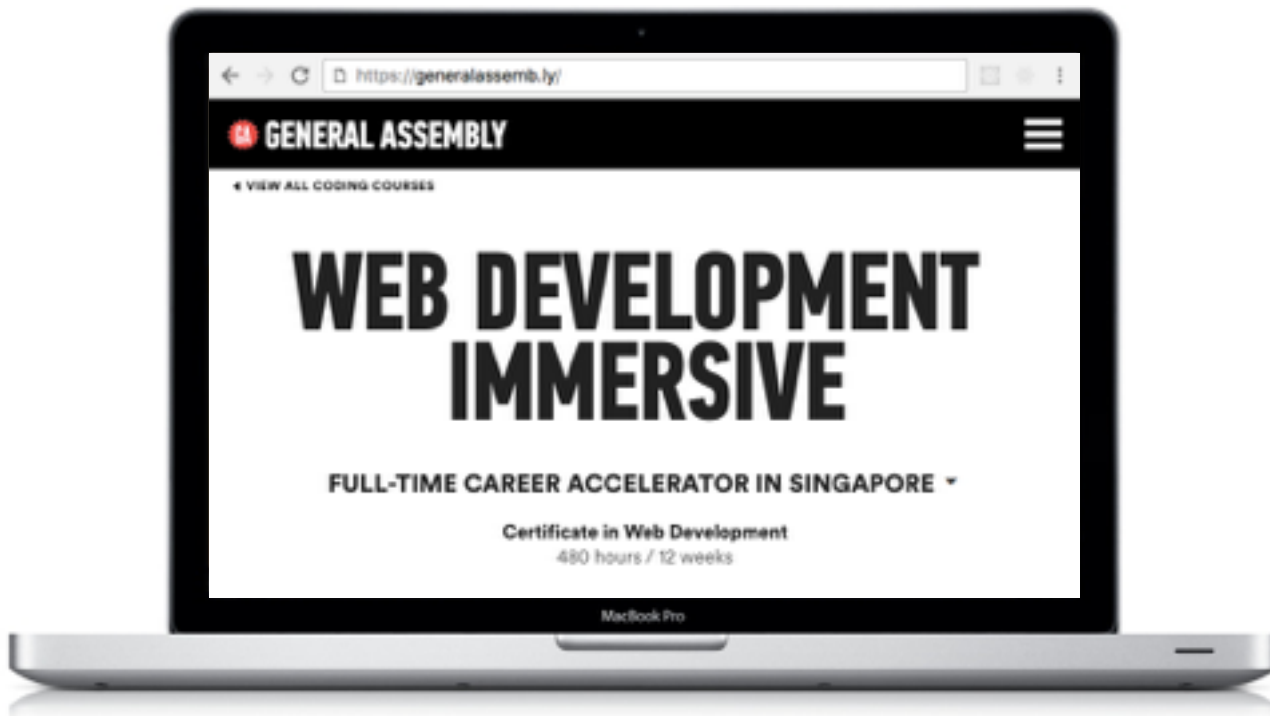 https://generalassemb.ly/
GA GENERAL ASSEMBLY
VIEW ALL CODING COURSES
WEB DEVELOPMENT
IMMERSIVE
FULL-TIME CAREER ACCELERATOR IN SINGAPORE
Certificate in Web Development
480 hours / 12 weeks
MacBook Pro